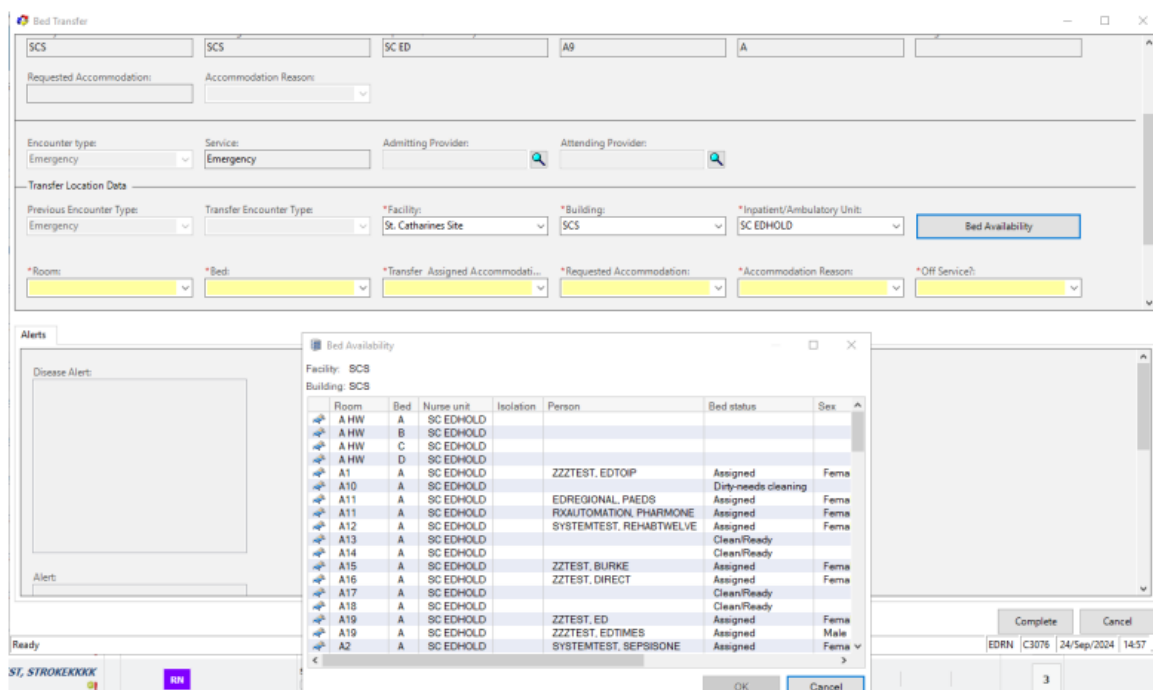 Bed Transfer
SCS SCS SC ED A9 A
Requested Accommodation: Accommodation Reason:
Encounter type: Service: Admitting Provider: Attending Provider:
Emergency Emergency
Transfer Location Data
Previous Encounter Type: Transfer Encounter Type: *Facility: *Building: *Inpatient/Ambulatory Unit:
Emergency St. Catharines Site SCS SC EDHOLD Bed Availability
*Room: *Bed: *Transfer Assigned Accommodati... *Requested Accommodation: *Accommodation Reason: *Off Service?:
Alerts
Disease Alert:
Alert:
Bed Availability
Facility: SCS
Building: SCS
Room Bed Nurse unit Isolation Person Bed status Sex
A HW A SC EDHOLD
A HW B SC EDHOLD
A HW C SC EDHOLD
A HW D SC EDHOLD
A1 A SC EDHOLD ZZZTEST, EDTOIP Assigned Fema
A10 A SC EDHOLD Dirty-needs cleaning
A11 A SC EDHOLD EDREGIONAL, PAEDS Assigned Fema
A11 A SC EDHOLD RXAUTOMATION, PHARMONE Assigned Fema
A12 A SC EDHOLD SYSTEMTEST, REHABTWELVE Assigned Fema
A13 A SC EDHOLD Clean/Ready
A14 A SC EDHOLD Clean/Ready
A15 A SC EDHOLD ZZTEST, BURKE Assigned Fema
A16 A SC EDHOLD ZZTEST, DIRECT Assigned Fema
A17 A SC EDHOLD Clean/Ready
A18 A SC EDHOLD Clean/Ready
A19 A SC EDHOLD ZZTEST, ED Assigned Fema
A19 A SC EDHOLD ZZZTEST, EDTIMES Assigned Male
A2 A SC EDHOLD SYSTEMTEST, SEPSISONE Assigned Fema
OK Cancel
Complete Cancel
Ready EDRN C3076 24/Sep/2024 14:57
ST, STROKEKKKK RN 3